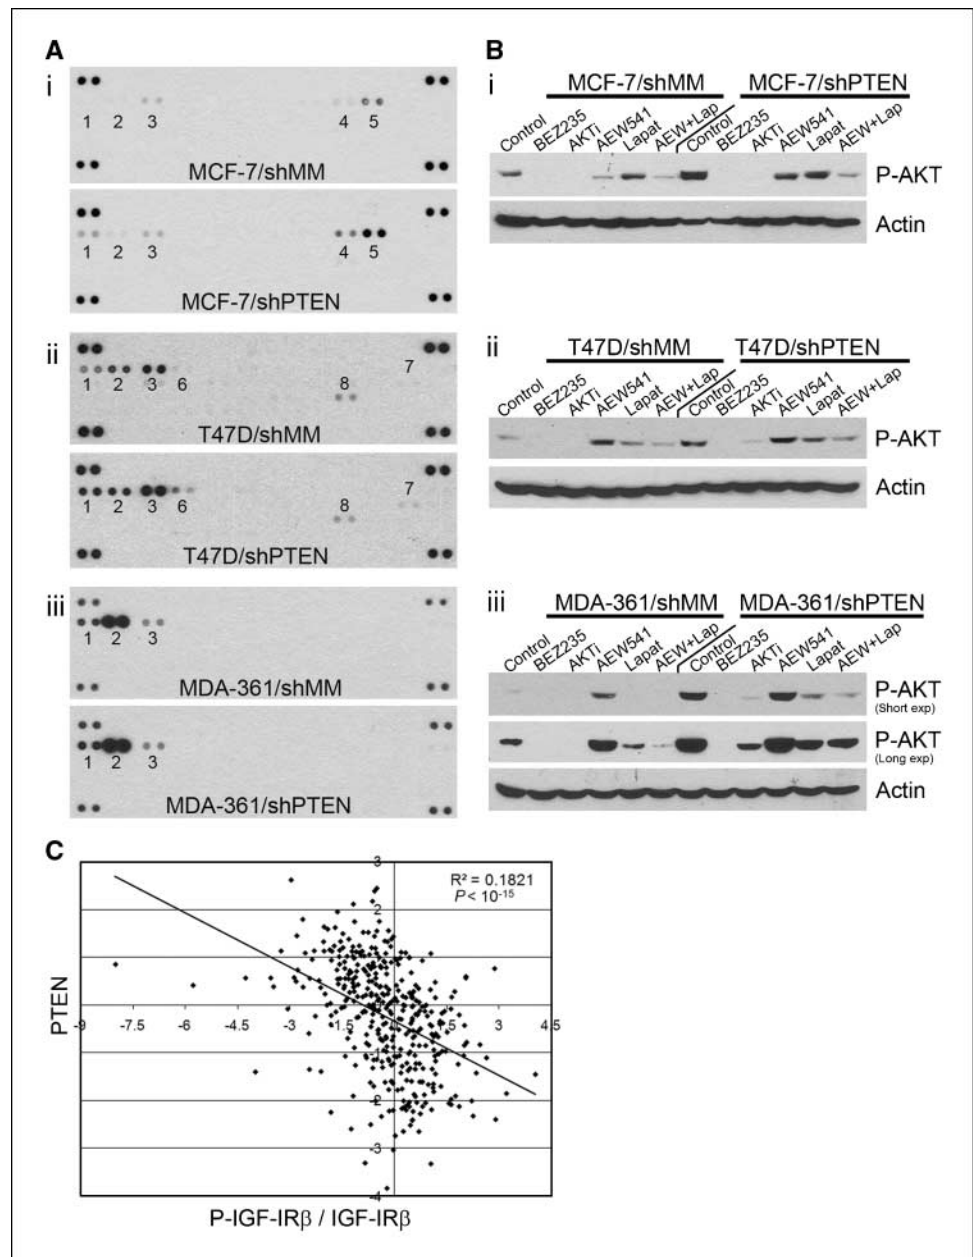 A
i
1 2 3 4 5
MCF-7/shMM
1 2 3 4 5
MCF-7/shPTEN
ii
1 2 3 6 8 7
T47D/shMM
1 2 3 6 8 7
T47D/shPTEN
iii
1 2 3
MDA-361/shMM
1 2 3
MDA-361/shPTEN
B
i
MCF-7/shMM MCF-7/shPTEN
Control BEZ235 AKTi AEW541 Lapat AEW+Lap Control BEZ235 AKTi AEW541 Lapat AEW+Lap
P-AKT
Actin
ii
T47D/shMM T47D/shPTEN
Control BEZ235 AKTi AEW541 Lapat AEW+Lap Control BEZ235 AKTi AEW541 Lapat AEW+Lap
P-AKT
Actin
iii
MDA-361/shMM MDA-361/shPTEN
Control BEZ235 AKTi AEW541 Lapat AEW+Lap Control BEZ235 AKTi AEW541 Lapat AEW+Lap
P-AKT
(Short exp)
P-AKT
(Long exp)
Actin
C
3
R² = 0.1821
P < 10⁻¹⁵
2
PTEN
-9 -7.5 -6 -4.5 -3 -1.5 3 4.5
-2
-3
-4
P-IGF-IRβ / IGF-IRβ